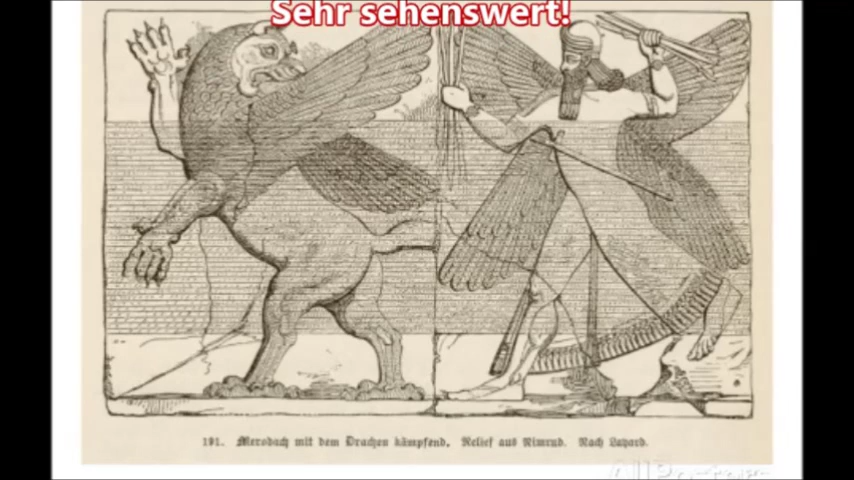 Sehr sehenswert!
191. Merodach mit dem Drachen kämpfend. Relief aus Nimrud. Nach Layard.